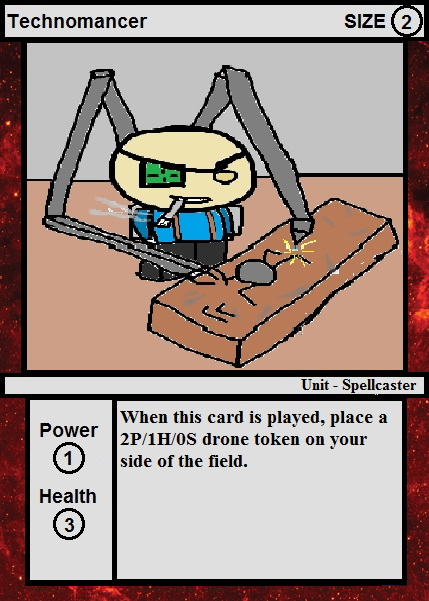 Technomancer SIZE 2
Unit - Spellcaster
Power
1
Health
3
When this card is played, place a
2P/1H/0S drone token on your
side of the field.